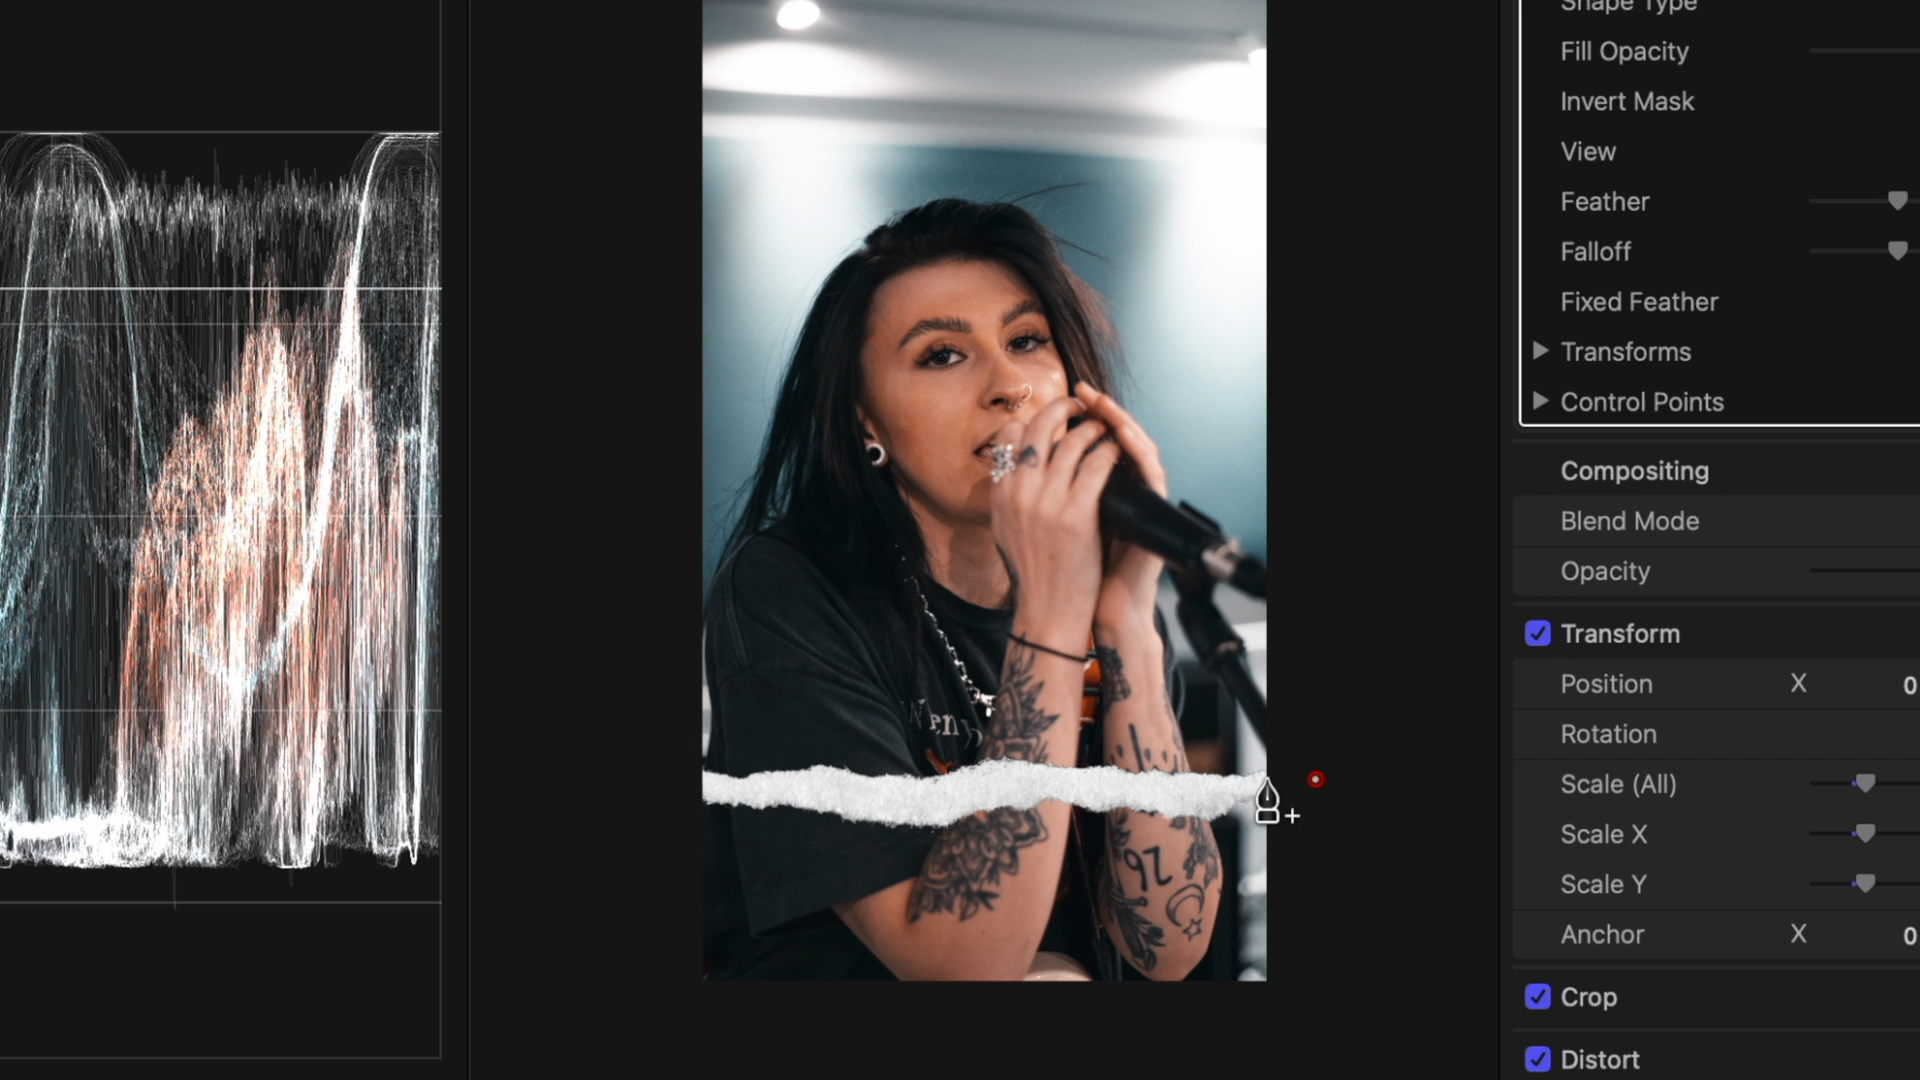 Shape Type
Fill Opacity
Invert Mask
View
Feather
Falloff
Fixed Feather
Transforms
Control Points
Compositing
Blend Mode
Opacity
Transform
Position X 0
Rotation
Scale (All)
Scale X
Scale Y
Anchor X 0
Crop
Distort
97